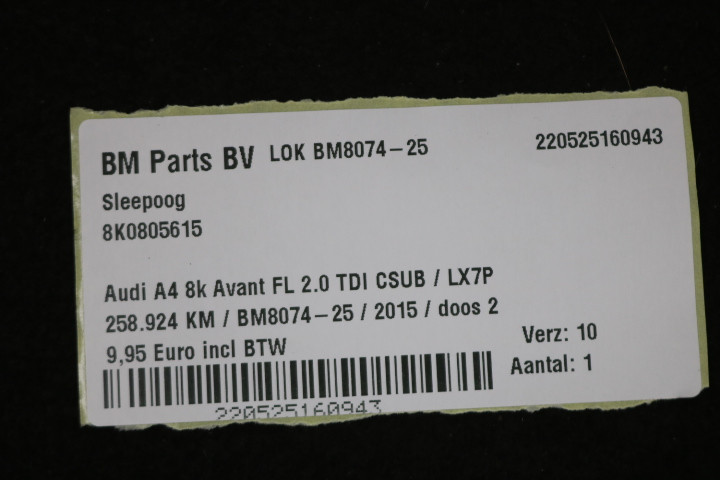 BM Parts BV LOK BM8074-25 220525160943
Sleepoog
8K0805615
Audi A4 8k Avant FL 2.0 TDI CSUB / LX7P
258.924 KM / BM8074-25 / 2015 / doos 2
9,95 Euro incl BTW
Verz: 10
Aantal: 1
220525160943